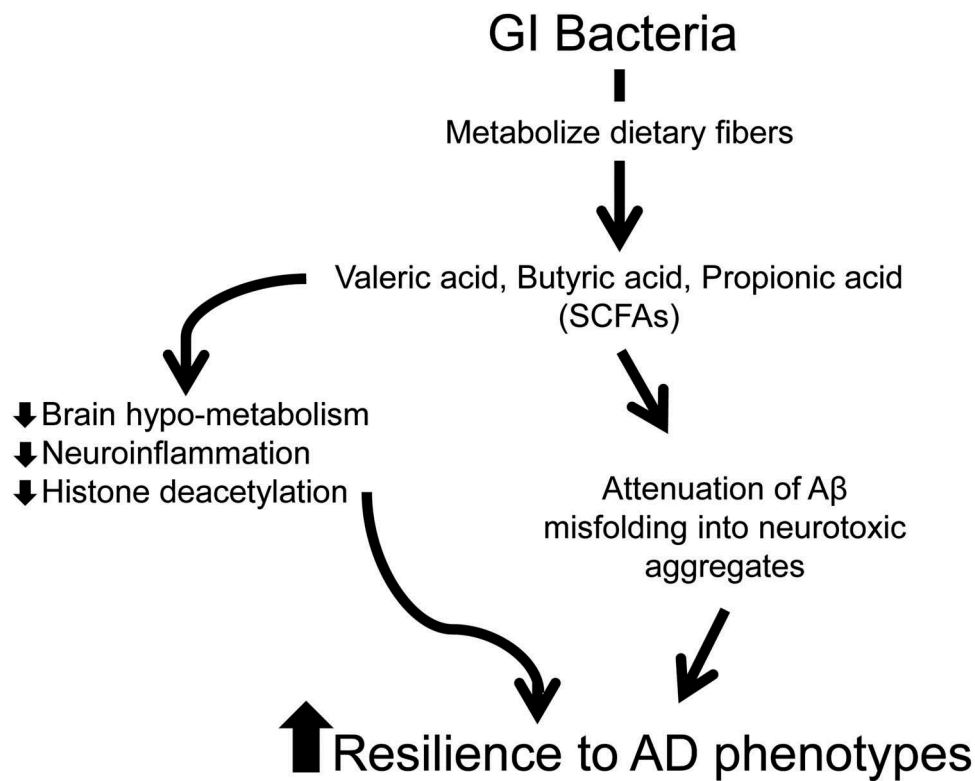 GI Bacteria
Metabolize dietary fibers
Valeric acid, Butyric acid, Propionic acid
(SCFAs)
Brain hypo-metabolism
Neuroinflammation
Histone deacetylation
Attenuation of Aβ
misfolding into neurotoxic
aggregates
Resilience to AD phenotypes